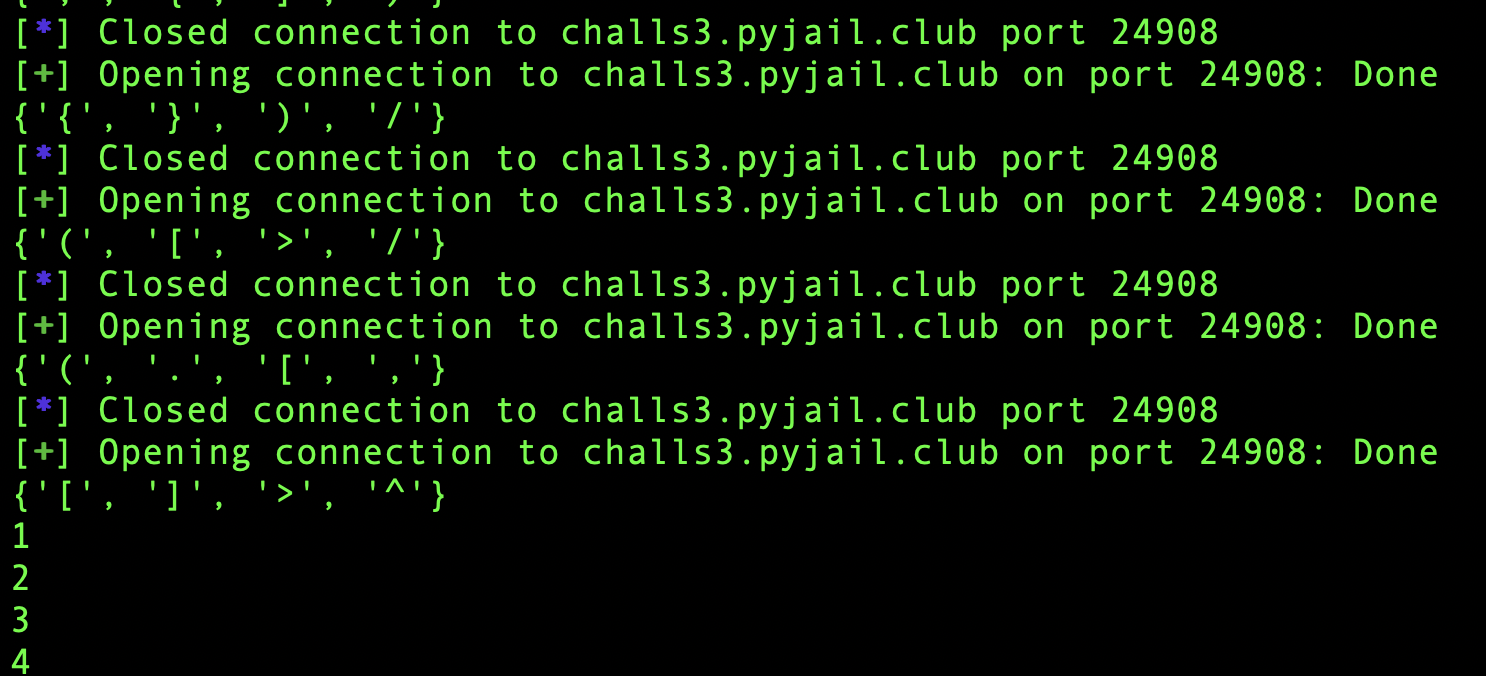 [*] Closed connection to challs3.pyjail.club port 24908
[+] Opening connection to challs3.pyjail.club on port 24908: Done
{'{', '}', ')', '/'}
[*] Closed connection to challs3.pyjail.club port 24908
[+] Opening connection to challs3.pyjail.club on port 24908: Done
{'(', '[', '>', '/'}
[*] Closed connection to challs3.pyjail.club port 24908
[+] Opening connection to challs3.pyjail.club on port 24908: Done
{'(', '.', '[', ','}
[*] Closed connection to challs3.pyjail.club port 24908
[+] Opening connection to challs3.pyjail.club on port 24908: Done
{'[', ']', '>', '^'}
1
2
3
4